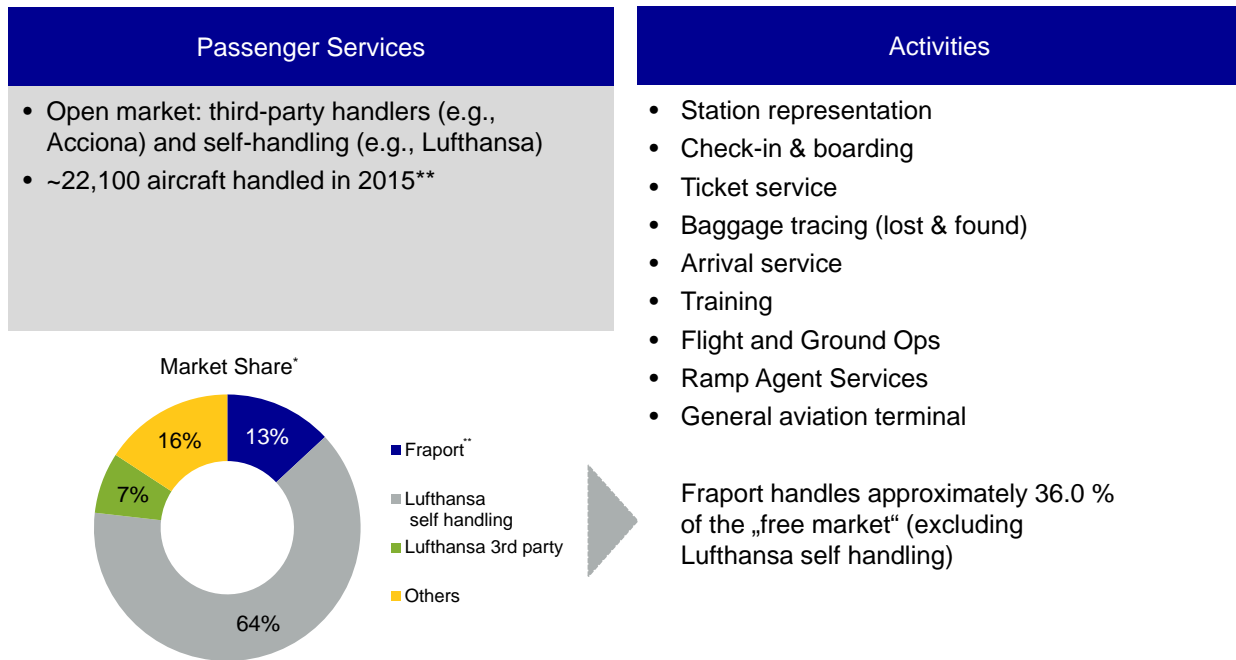 Passenger Services
• Open market: third-party handlers (e.g.,
Acciona) and self-handling (e.g., Lufthansa)
• ~22,100 aircraft handled in 2015**
Market Share*
16%
13%
7%
64%
Fraport**
Lufthansa
self handling
Lufthansa 3rd party
Others
Activities
• Station representation
• Check-in & boarding
• Ticket service
• Baggage tracing (lost & found)
• Arrival service
• Training
• Flight and Ground Ops
• Ramp Agent Services
• General aviation terminal
Fraport handles approximately 36.0 %
of the „free market“ (excluding
Lufthansa self handling)